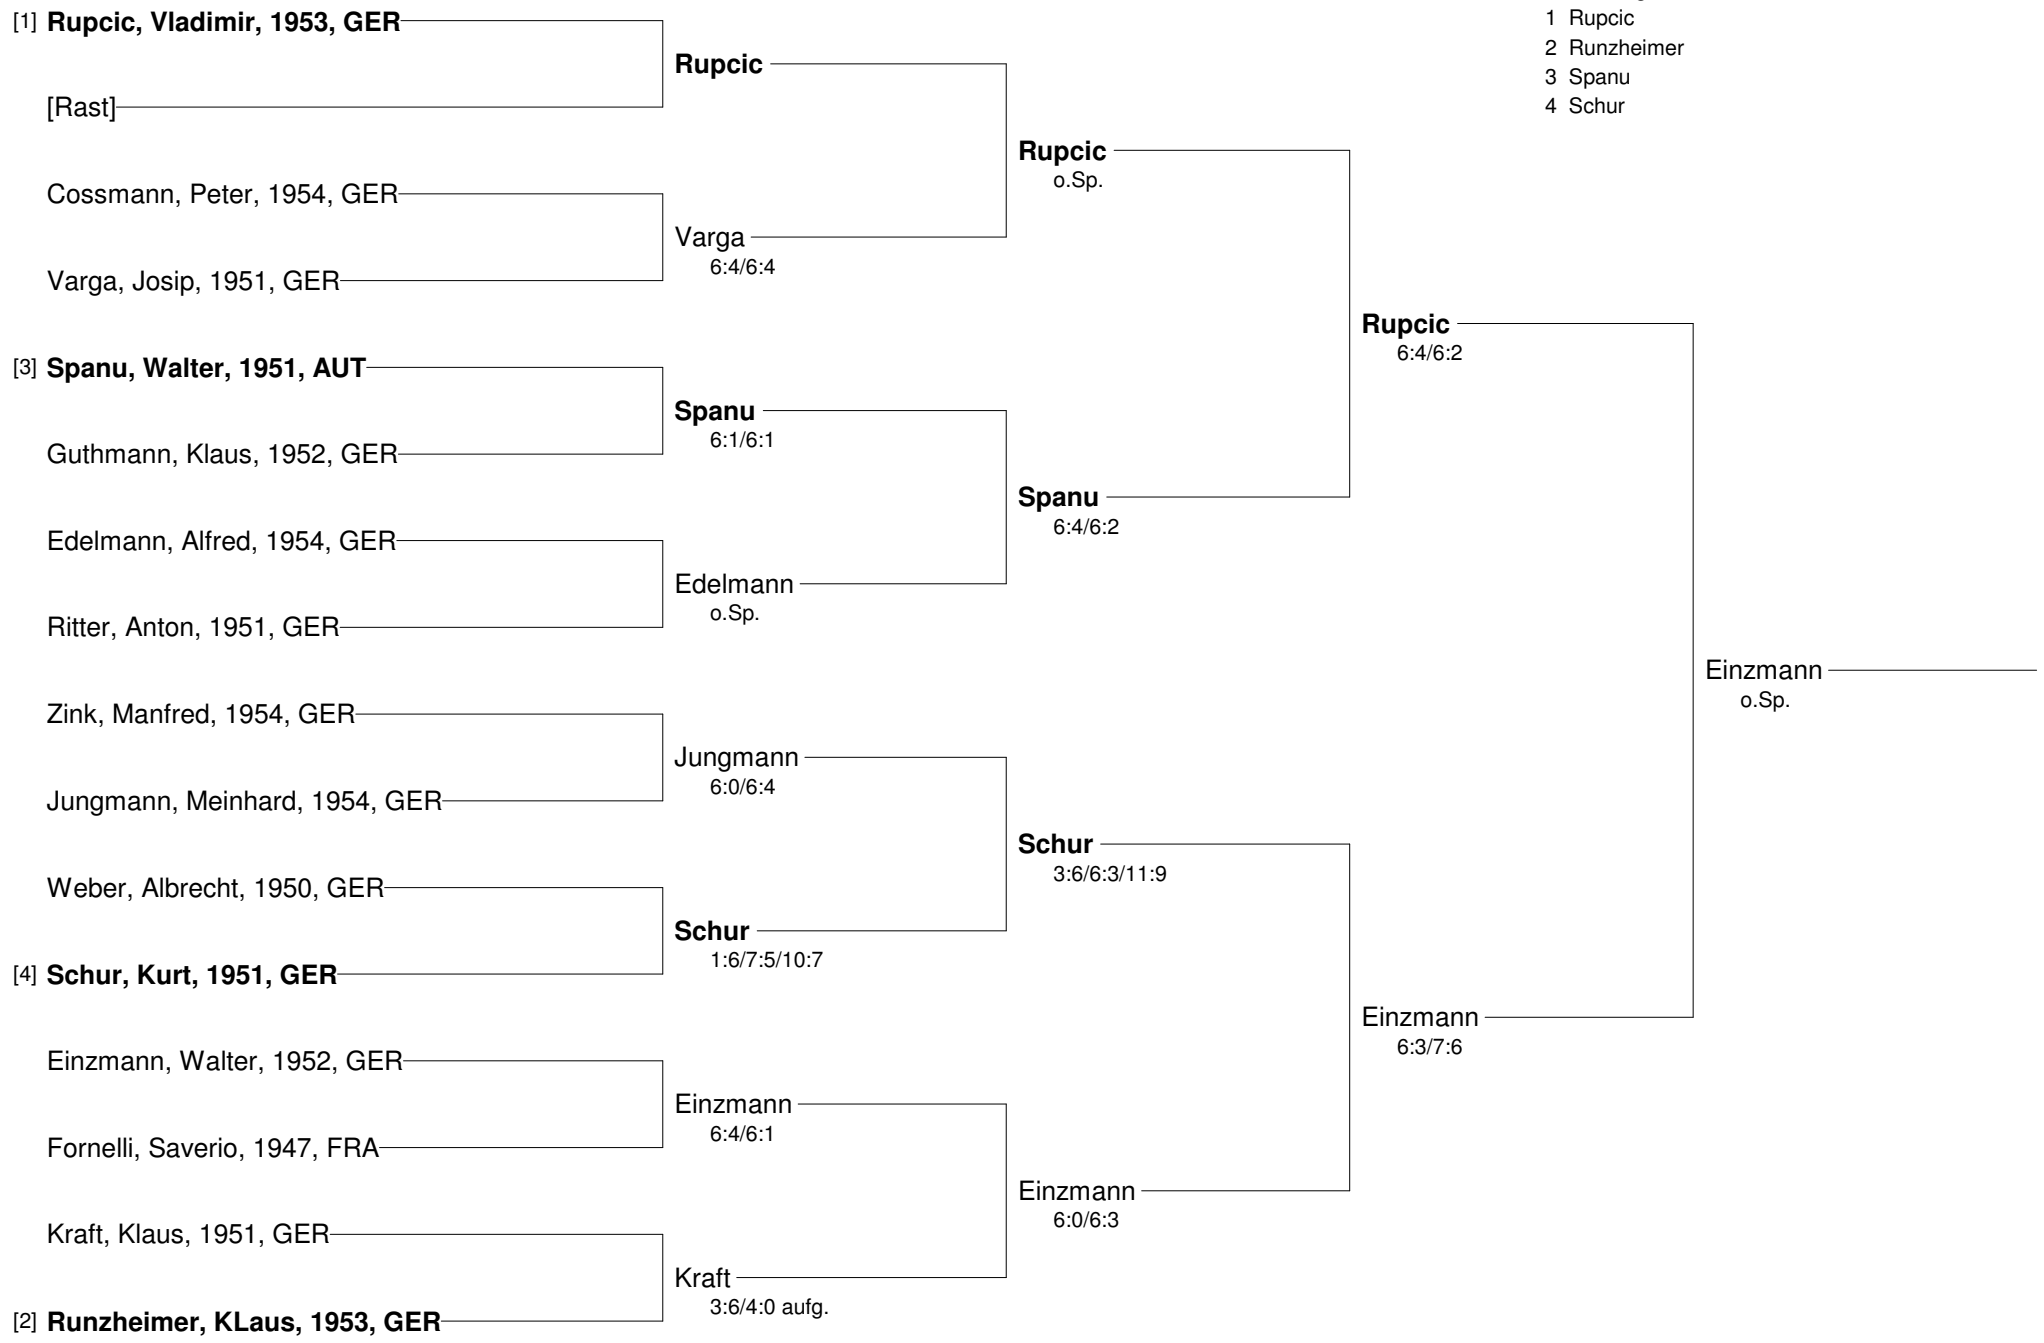 1 Rupcic
2 Runzheimer
3 Spanu
4 Schur
[1] Rupcic, Vladimir, 1953, GER
[Rast]
Cossmann, Peter, 1954, GER
Varga, Josip, 1951, GER
[3] Spanu, Walter, 1951, AUT
Guthmann, Klaus, 1952, GER
Edelmann, Alfred, 1954, GER
Ritter, Anton, 1951, GER
Zink, Manfred, 1954, GER
Jungmann, Meinhard, 1954, GER
Weber, Albrecht, 1950, GER
[4] Schur, Kurt, 1951, GER
Einzmann, Walter, 1952, GER
Fornelli, Saverio, 1947, FRA
Kraft, Klaus, 1951, GER
[2] Runzheimer, KLaus, 1953, GER
Rupcic
Varga
6:4/6:4
Spanu
6:1/6:1
Edelmann
o.Sp.
Jungmann
6:0/6:4
Schur
1:6/7:5/10:7
Einzmann
6:4/6:1
Kraft
3:6/4:0 aufg.
Rupcic
o.Sp.
Spanu
6:4/6:2
Schur
3:6/6:3/11:9
Einzmann
6:0/6:3
Rupcic
6:4/6:2
Einzmann
6:3/7:6
Einzmann
o.Sp.